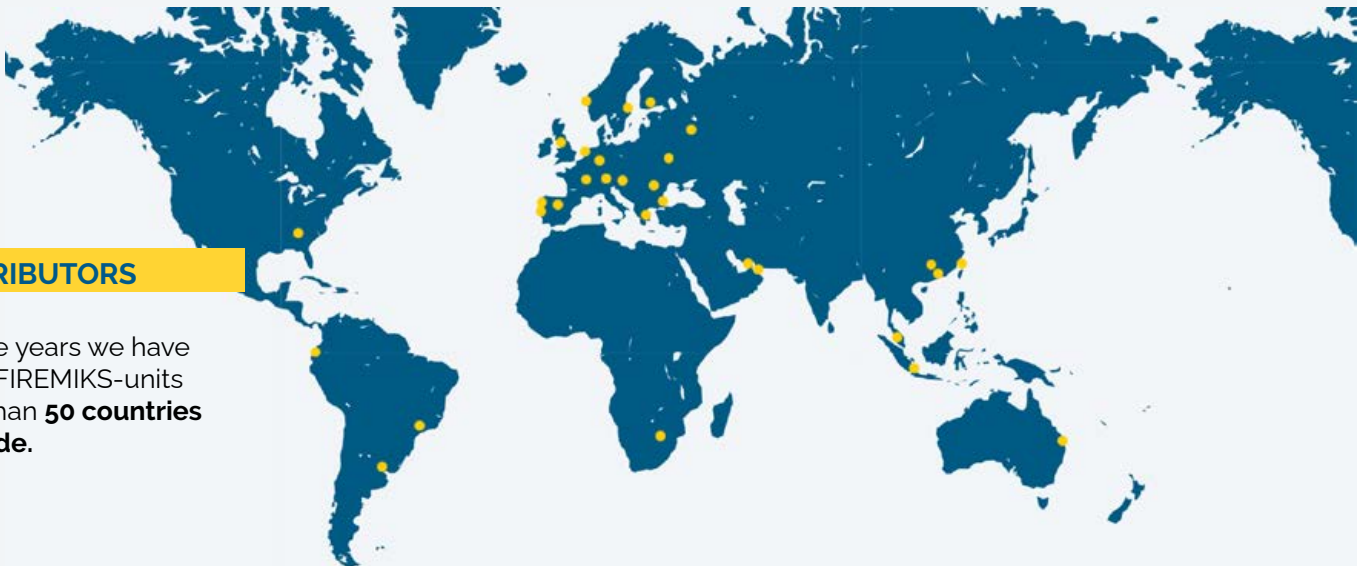 RIBUTORS
e years we have
FIREMIKS-units
han 50 countries
de.